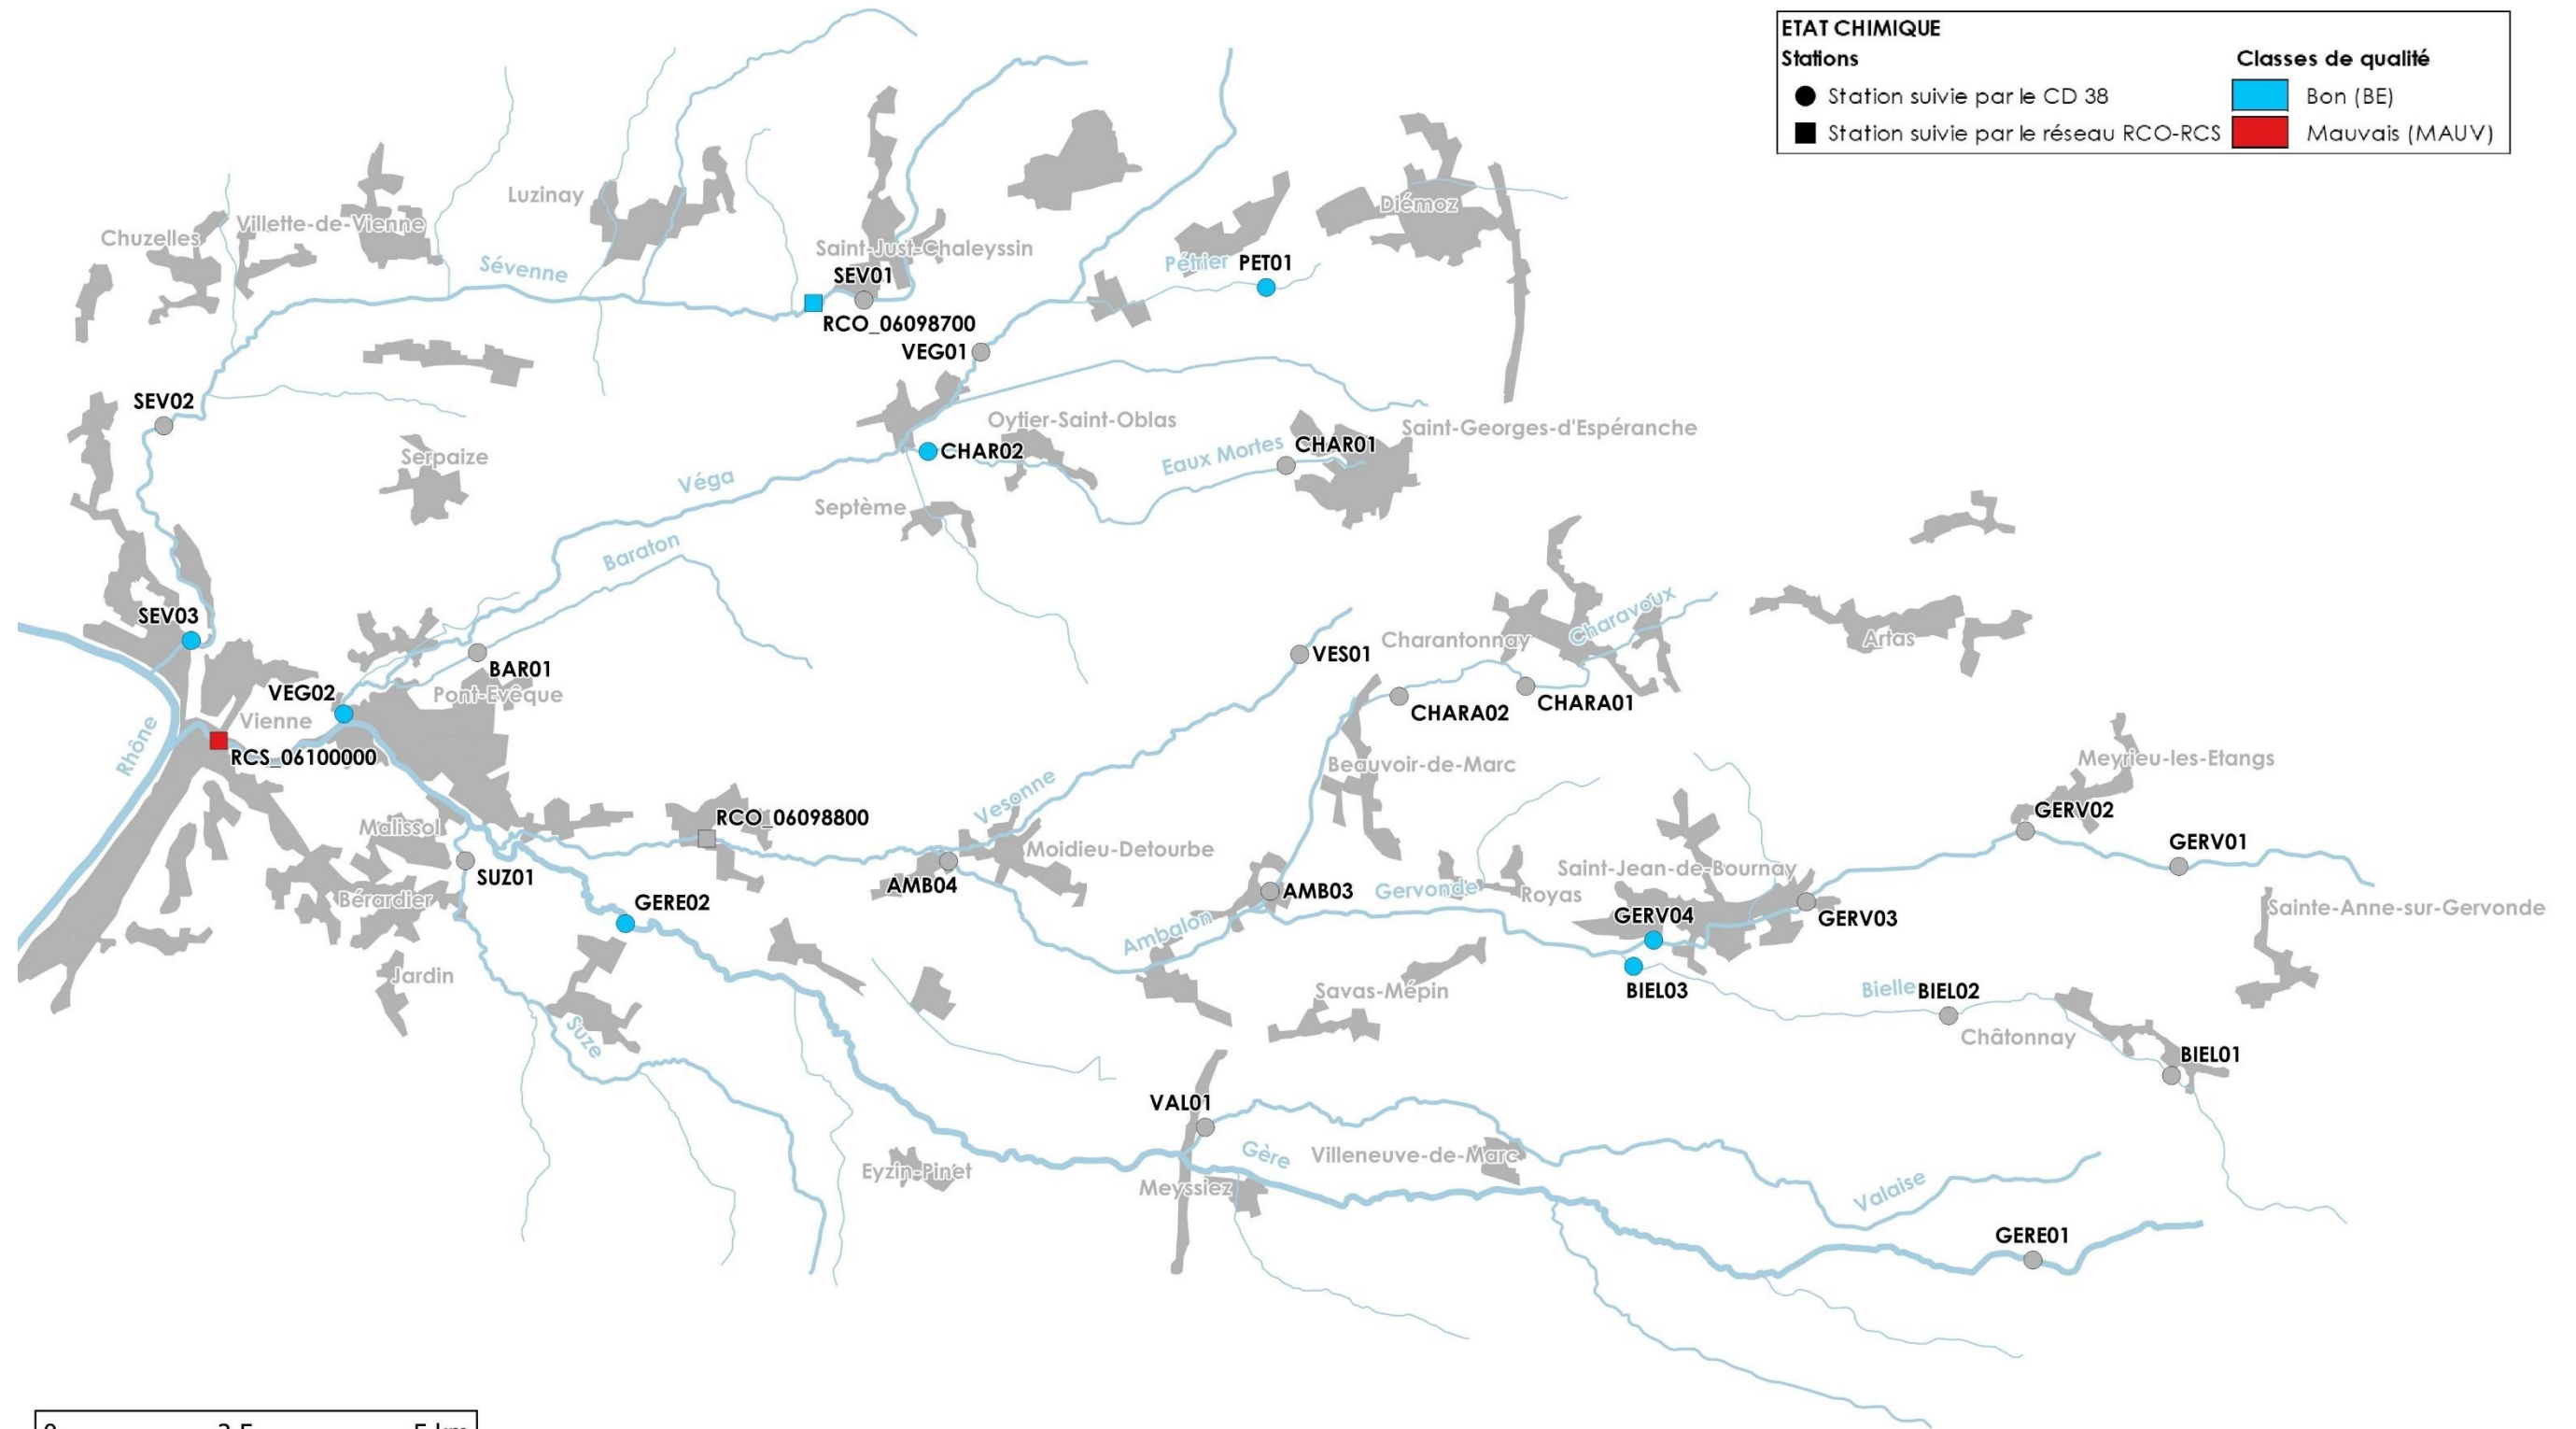 ETAT CHIMIQUE
Stations
Classes de qualité
Station suivie par le CD 38
Bon (BE)
Station suivie par le réseau RCO-RCS
Mauvais (MAUV)
Luzinay
Villette-de-Vienne
Chuzelles
Diémoz
Saint-Just-Chaleyssin
Sévenne
Pétrier
PET01
SEV01
RCO_06098700
VEG01
SEV02
Oytier-Saint-Oblas
Saint-Georges-d'Espéranche
CHAR01
CHAR02
Eaux Mortes
Serpaize
Véga
Septème
Baraton
SEV03
Charavoux
Charantonnay
Artas
VES01
BAR01
Pont-Evêque
VEG02
CHARA01
CHARA02
Vienne
Rhône
RCS_06100000
Beauvoir-de-Marc
Meyrieu-les-Etangs
Vesonne
GERV02
RCO_06098800
Malissol
GERV01
Moidieu-Detourbe
Saint-Jean-de-Bournay
SUZ01
AMB04
AMB03
Gervonde
Royas
Bérardier
GERE02
GERV04
GERV03
Sainte-Anne-sur-Gervonde
Ambalon
Jardin
Savas-Mépin
BIEL03
Bielle
BIEL02
Suze
Châtonnay
BIEL01
VAL01
Gère
Villeneuve-de-Marc
Eyzin-Pinet
Meyssiez
Valaise
GERE01